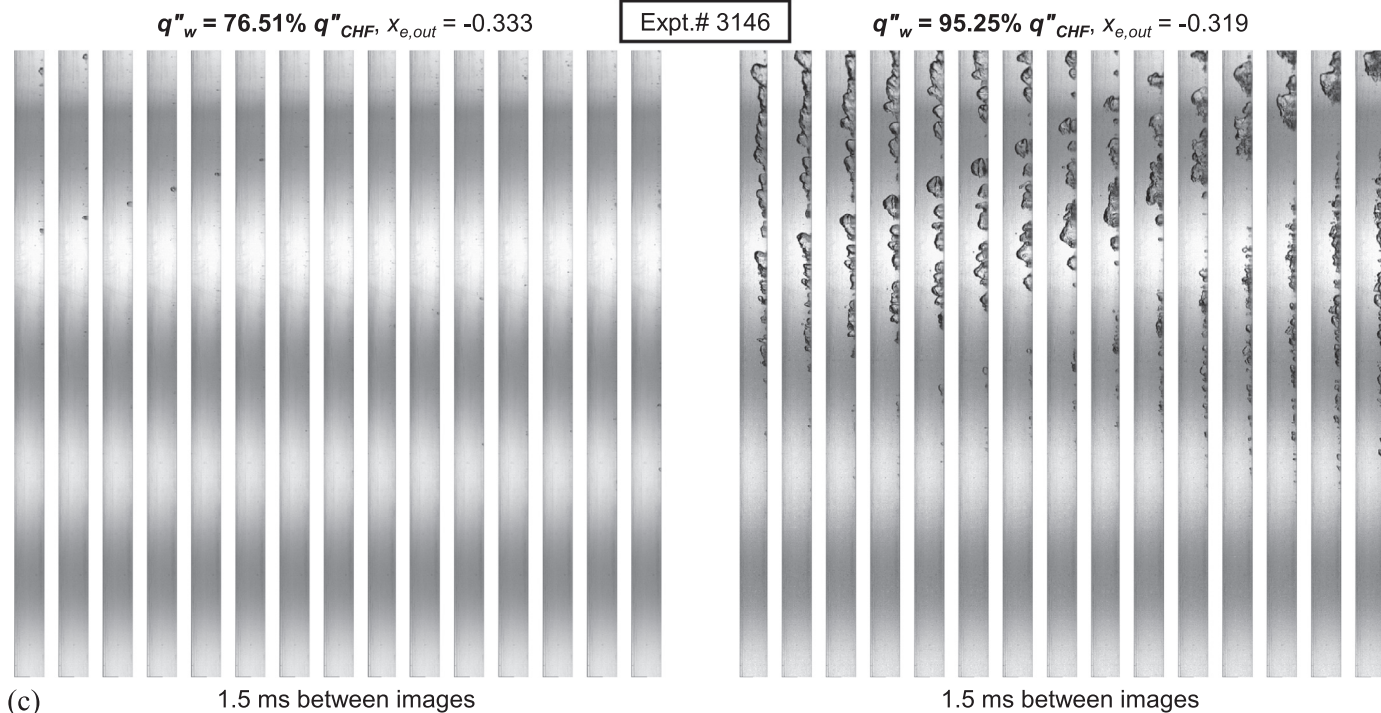 q"w = 76.51% q"CHF, xe,out = -0.333
Expt.# 3146
q"w = 95.25% q"CHF, xe,out = -0.319
(c)
1.5 ms between images
1.5 ms between images